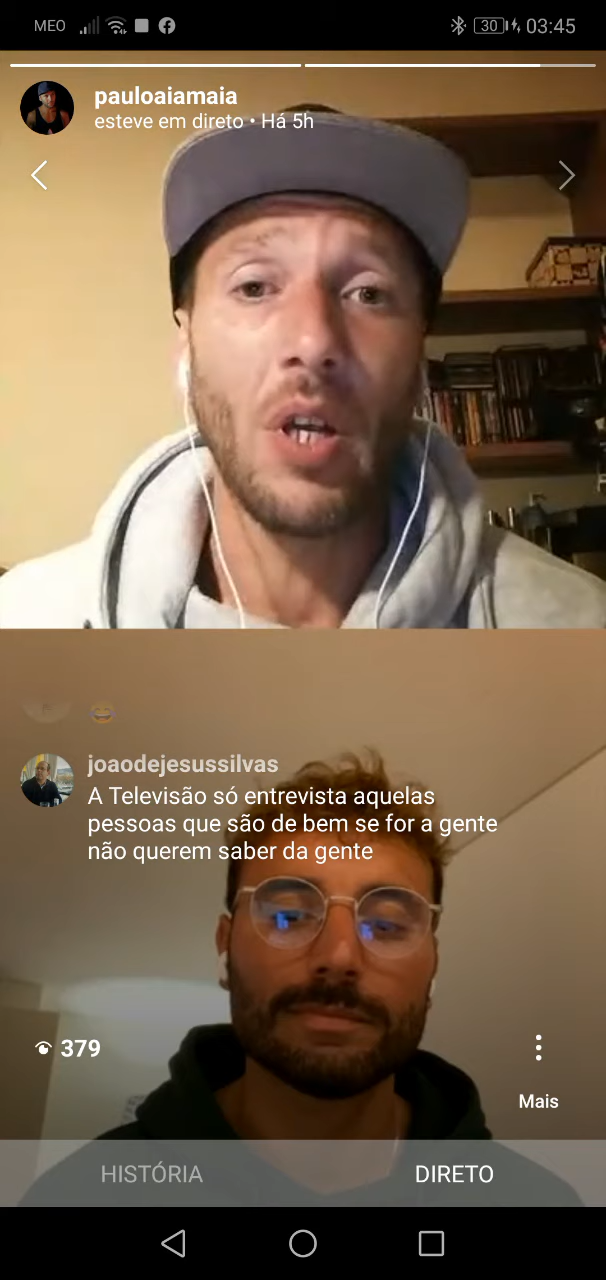 MEO
30
03:45
pauloaiamaia
esteve em direto • Há 5h
joaodejesussilvas
A Televisão só entrevista aquelas
pessoas que são de bem se for a gente
não querem saber da gente
379
Mais
HISTÓRIA
DIRETO